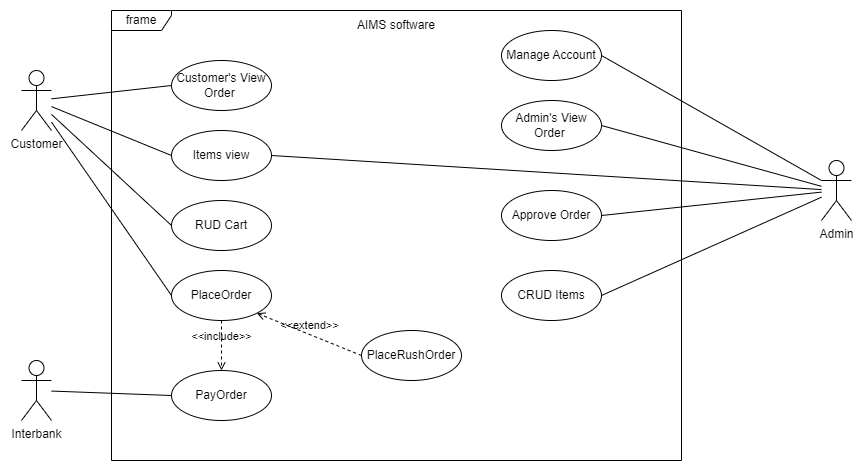 frame
AIMS software
Manage Account
Customer's View
Order
Customer
Admin's View
Order
Items view
RUD Cart
Approve Order
Admin
PlaceOrder
CRUD Items
<<extend>>
<<include>>
PlaceRushOrder
PayOrder
Interbank